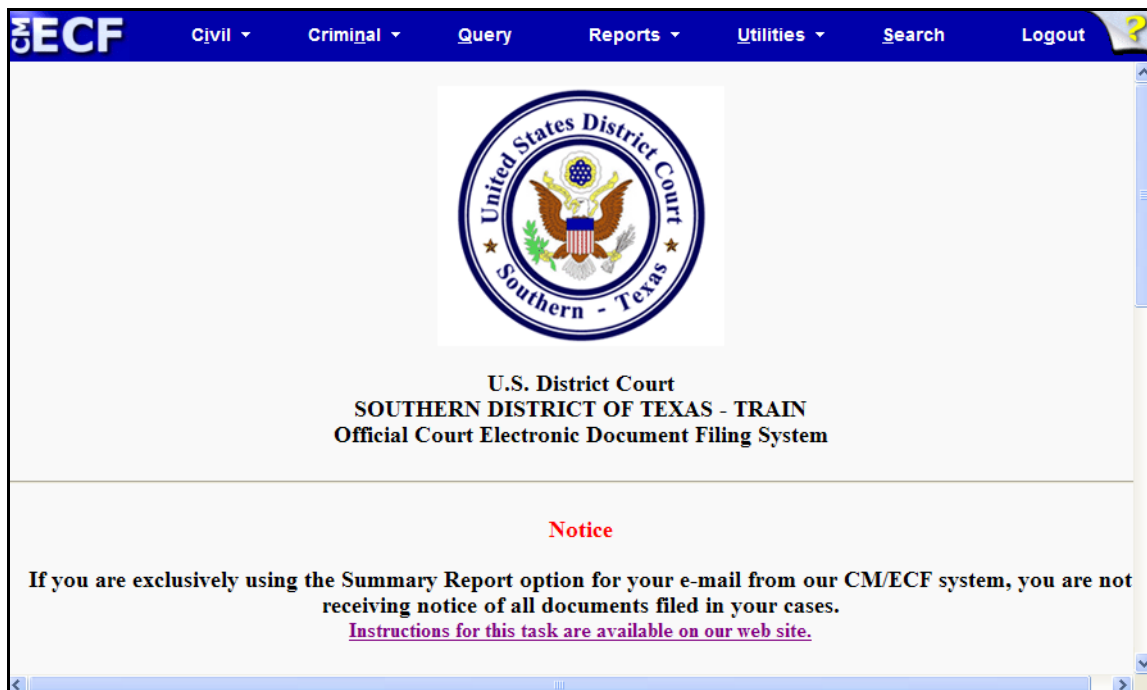 CM ECF Civil Criminal Query Reports Utilities Search Logout ?
United States District Court
Southern - Texas
U.S. District Court
SOUTHERN DISTRICT OF TEXAS - TRAIN
Official Court Electronic Document Filing System
Notice
If you are exclusively using the Summary Report option for your e-mail from our CM/ECF system, you are not
receiving notice of all documents filed in your cases.
Instructions for this task are available on our web site.